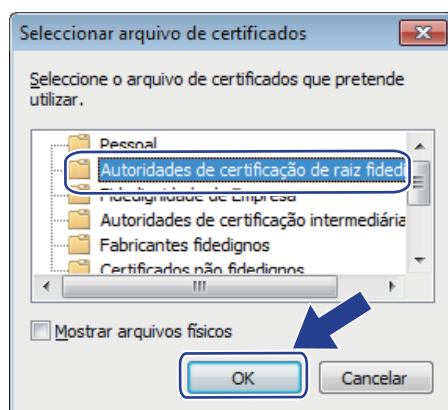 Seleccionar arquivo de certificados
Seleccione o arquivo de certificados que pretende
utilizar.
Pessoal
Autoridades de certificação de raiz fided
Fidedignidade de Empresa
Autoridades de certificação intermediária
Fabricantes fidedignos
Certificados não fidedignos
Mostrar arquivos físicos
OK
Cancelar